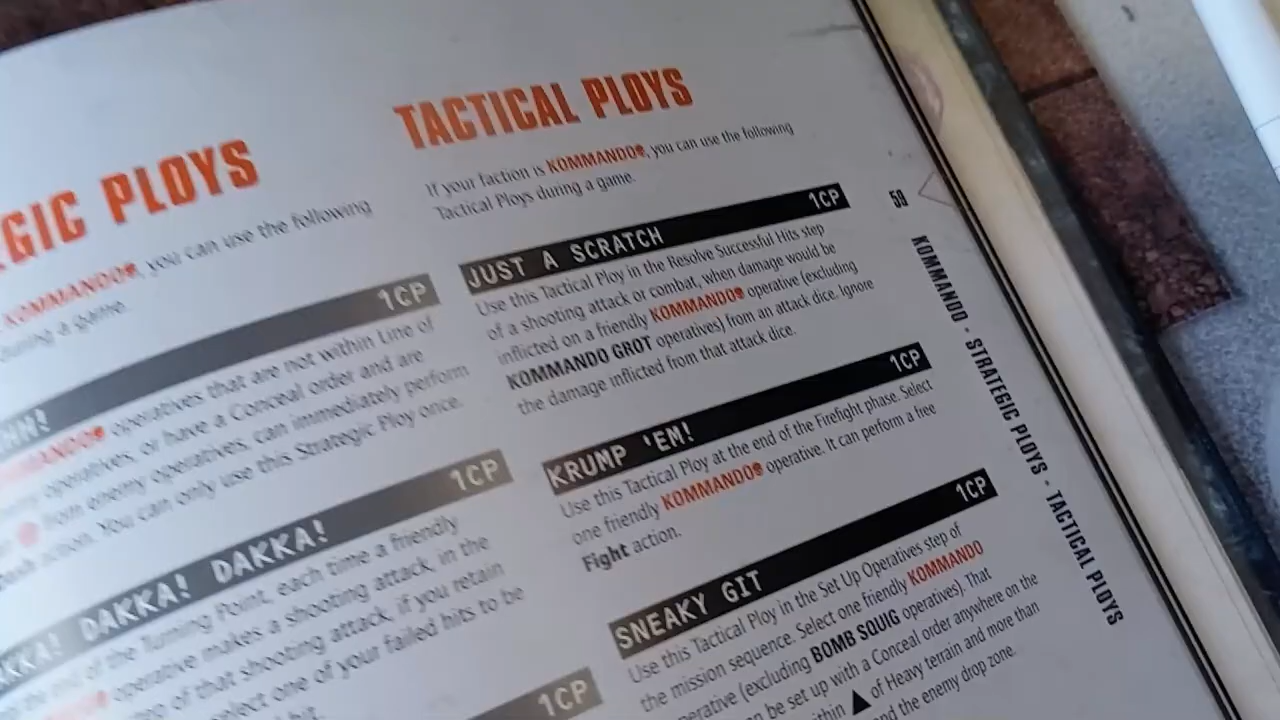 GIC PLOYS
KOMMANDO, you can use the following
during a game.
HH! 1CP
operatives that are not within Line of
operatives, or have a Conceal order and are
from enemy operatives, can immediately perform
action. You can only use this Strategic Ploy once.
DAKKA! DAKKA! 1CP
end of the Turning Point, each time a friendly
operative makes a shooting attack, in the
of that shooting attack, if you retain
select one of your failed hits to be
hit.
1CP
TACTICAL PLOYS
If your faction is KOMMANDO, you can use the following
Tactical Ploys during a game.
JUST A SCRATCH 1CP
Use this Tactical Ploy in the Resolve Successful Hits step
of a shooting attack or combat, when damage would be
inflicted on a friendly KOMMANDO operative (excluding
KOMMANDO GROT operatives) from an attack dice. Ignore
the damage inflicted from that attack dice.
KRUMP 'EM! 1CP
Use this Tactical Ploy at the end of the Firefight phase. Select
one friendly KOMMANDO operative. It can perform a free
Fight action.
SNEAKY GIT 1CP
Use this Tactical Ploy in the Set Up Operatives step of
the mission sequence. Select one friendly KOMMANDO
operative (excluding BOMB SQUIG operatives). That
be set up with a Conceal order anywhere on the
within ▲ of Heavy terrain and more than
and the enemy drop zone.
59
KOMMANDO - STRATEGIC PLOYS - TACTICAL PLOYS